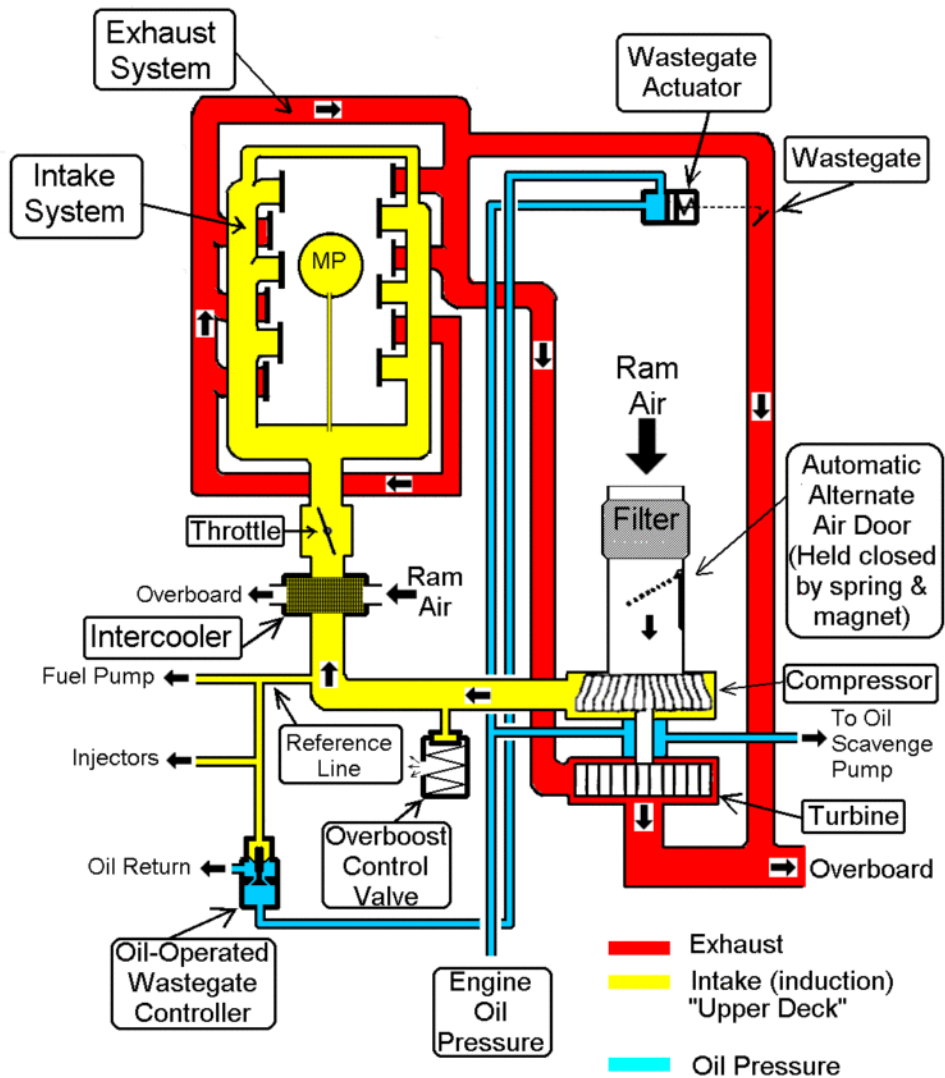 Exhaust
System
Wastegate
Actuator
Wastegate
Intake
System
MP
Ram
Air
Automatic
Alternate
Air Door
(Held closed
by spring &
magnet)
Filter
Throttle
Overboard
Ram
Air
Intercooler
Fuel Pump
Compressor
To Oil
Scavenge
Pump
Injectors
Reference
Line
Turbine
Overboost
Control
Valve
Oil Return
Overboard
Oil-Operated
Wastegate
Controller
Engine
Oil
Pressure
Exhaust
Intake (induction)
"Upper Deck"
Oil Pressure